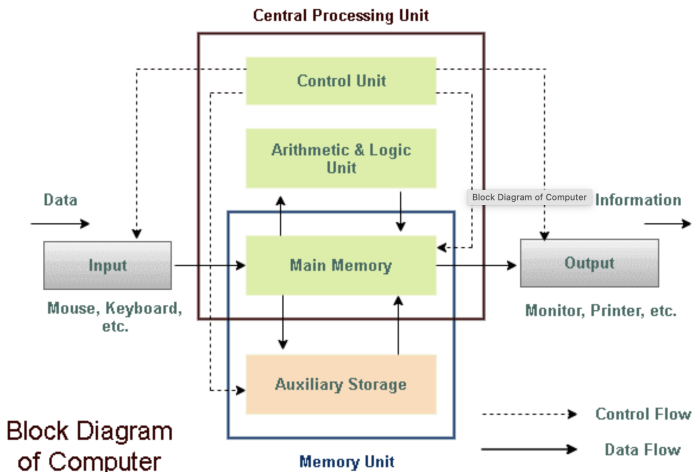 Central Processing Unit
Control Unit
Arithmetic & Logic
Unit
Data
Block Diagram of Computer
Information
Input
Main Memory
Output
Mouse, Keyboard,
etc.
Monitor, Printer, etc.
Auxiliary Storage
Control Flow
Block Diagram
of Computer
Data Flow
Memory Unit